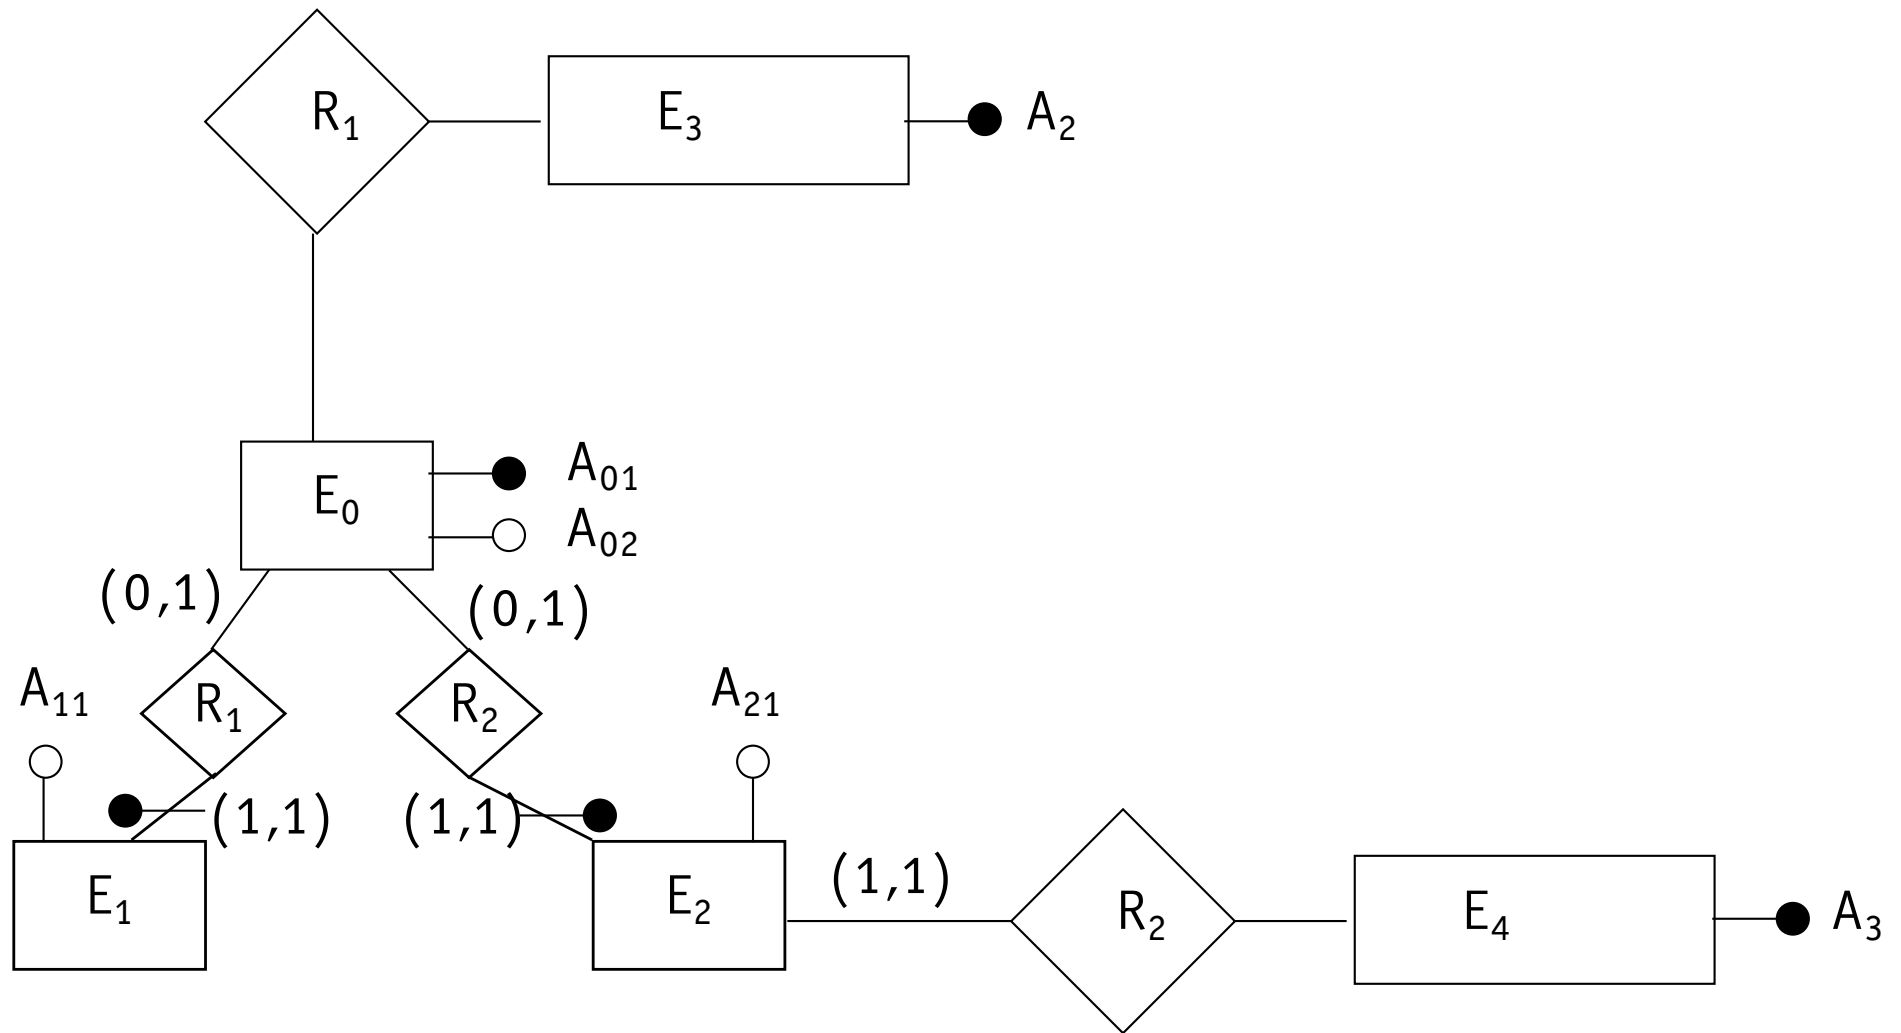 R₁
E₃
A₂
A₀₁
E₀
A₀₂
(0,1)
(0,1)
A₁₁
R₁
R₂
A₂₁
(1,1)
(1,1)
(1,1)
E₁
E₂
R₂
E₄
A₃